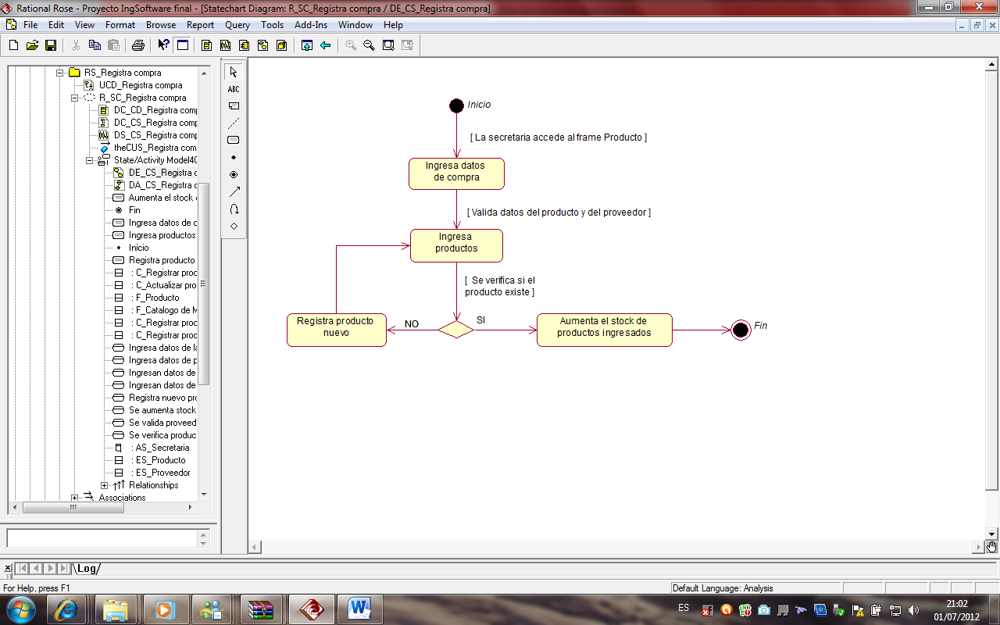 Rational Rose - Proyecto IngSoftware final - [Statechart Diagram: R_SC_Registra compra / DE_CS_Registra compra]
File Edit View Format Browse Report Query Tools Add-Ins Window Help
RS_Registra compra
UCD_Registra compra
R_SC_Registra compra
DC_CD_Registra comp
DC_CS_Registra comp
DS_CS_Registra comp
theCUS_Registra com
State/Activity Model40
DE_CS_Registra c
DA_CS_Registra c
Aumenta el stock
Fin
Ingresa datos de c
Ingresa productos
Inicio
Registra producto
: C_Registrar proc
: C_Actualizar pro
: F_Producto
: F_Catalogo de M
: C_Registrar proc
: C_Registrar proc
Ingresa datos de la
Ingresa datos de p
Ingresan datos de
Ingresan datos de
Registra nuevo pro
Se aumenta stock
Se valida proveed
Se verifica produc
: AS_Secretaria
: ES_Producto
: ES_Proveedor
Relationships
Associations
ABC
Inicio
[ La secretaria accede al frame Producto ]
Ingresa datos
de compra
[ Valida datos del producto y del proveedor ]
Ingresa
productos
[ Se verifica si el
producto existe ]
Registra producto
nuevo
NO
SI
Aumenta el stock de
productos ingresados
Fin
Log
For Help, press F1
Default Language: Analysis
ES
21:02
01/07/2012